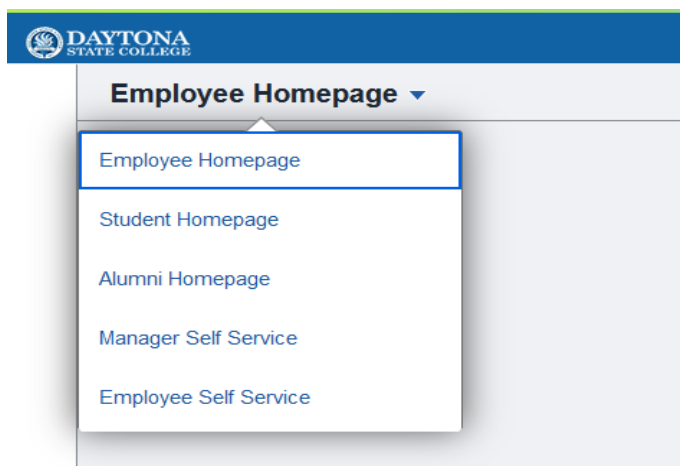 DAYTONA
STATE COLLEGE
Employee Homepage
Employee Homepage
Student Homepage
Alumni Homepage
Manager Self Service
Employee Self Service